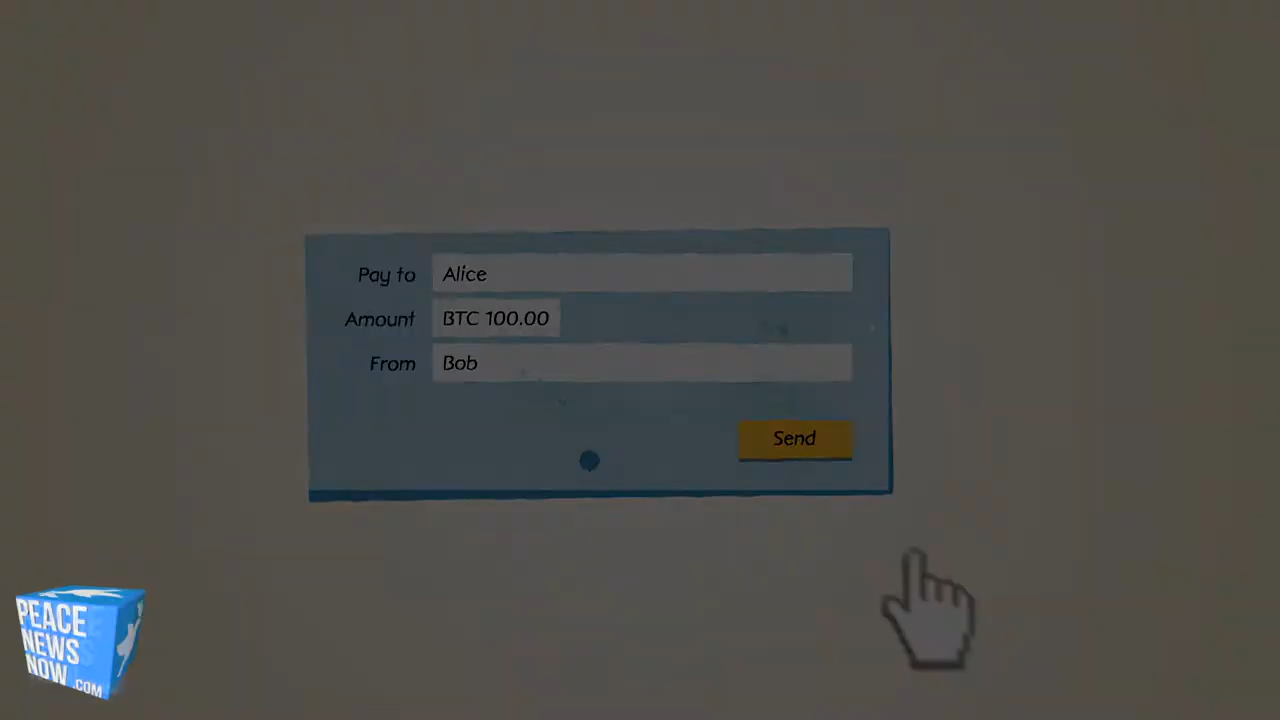 Pay to Alice
Amount BTC 100.00
From Bob
Send
PEACE
NEWS
NOW
.COM